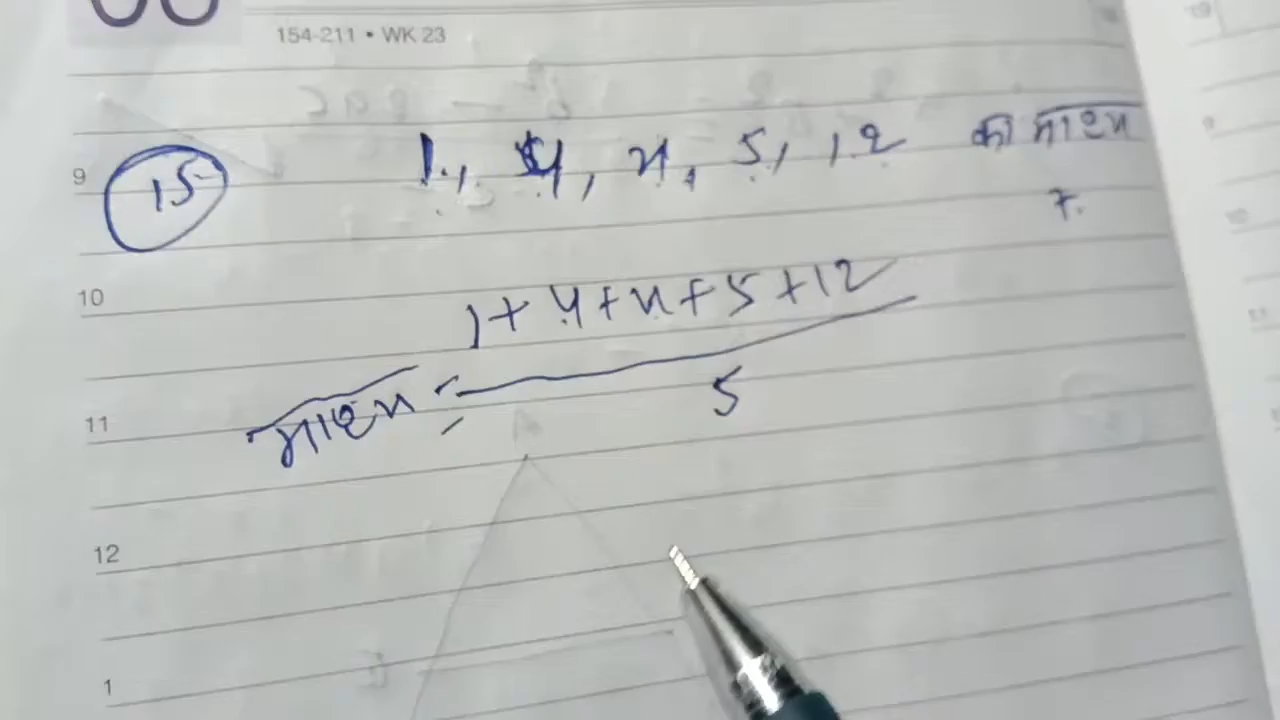 154-211 • WK 23
9
15
1, 4, x, 5, 12 का माध्य
7.
10
1+4+x+5+12
11
माध्य =
5
12
1